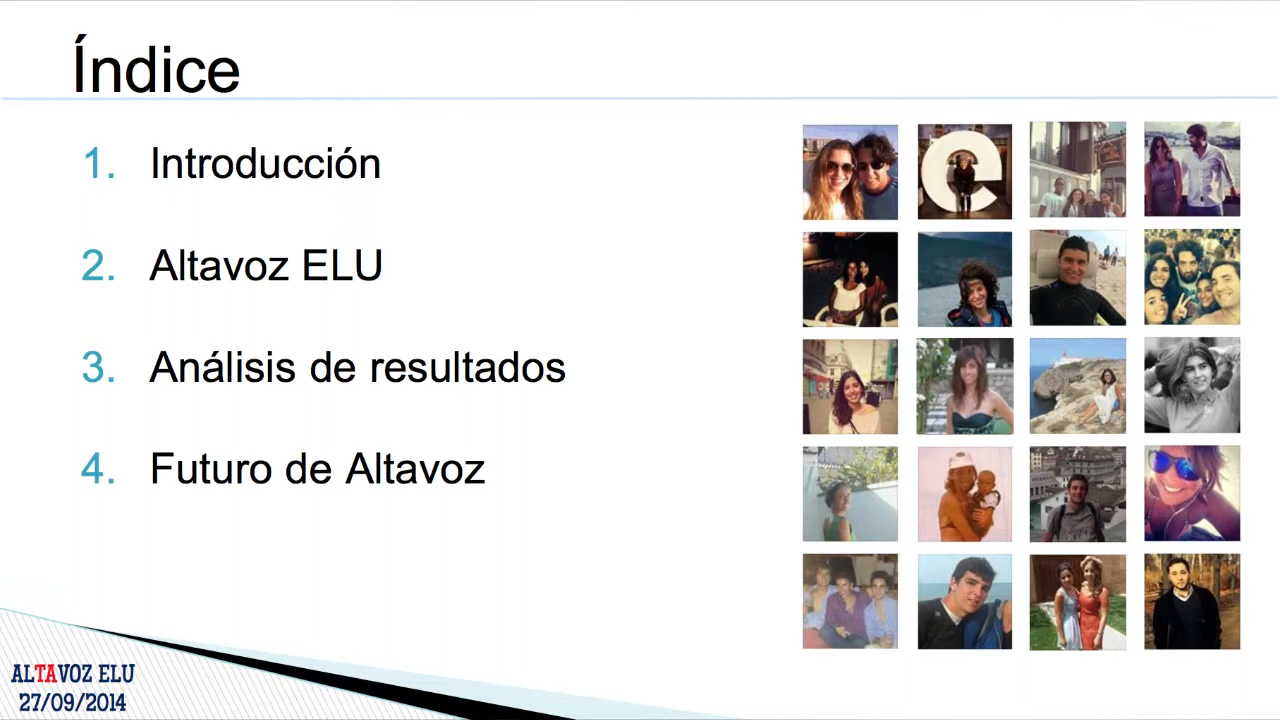 Índice
1. Introducción
2. Altavoz ELU
3. Análisis de resultados
4. Futuro de Altavoz
ALTAVOZ ELU
27/09/2014